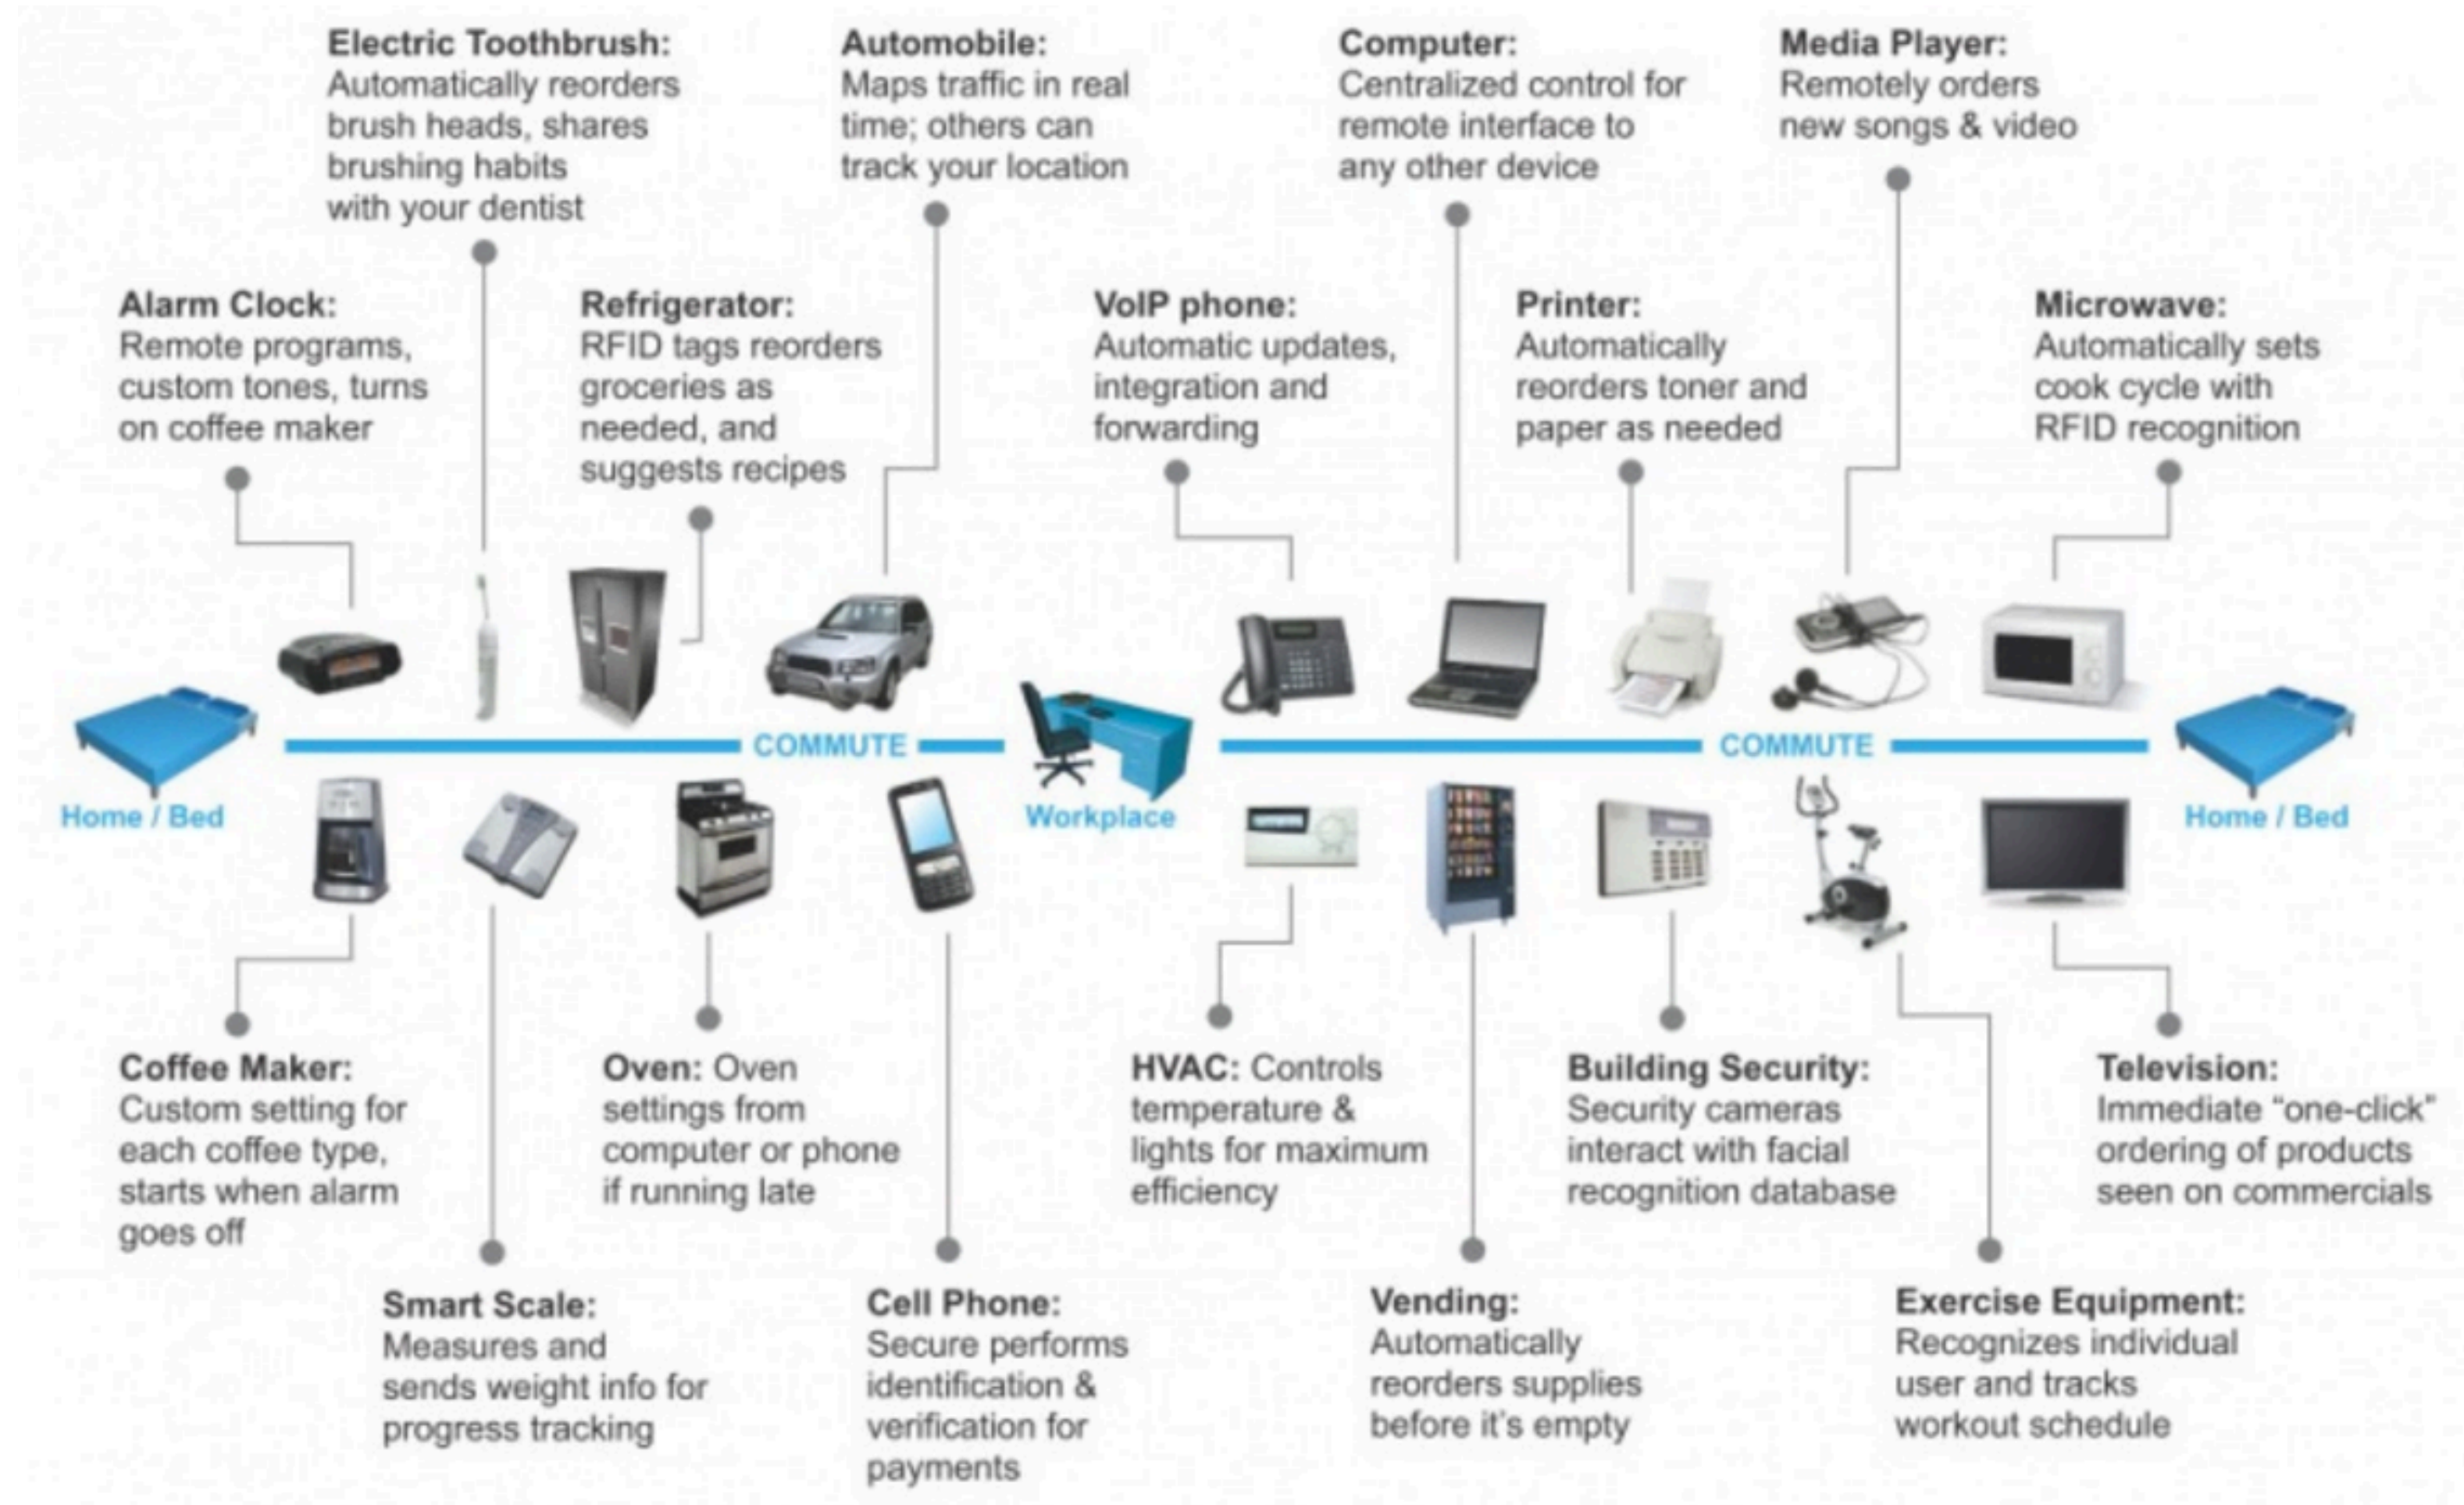 Electric Toothbrush:
Automatically reorders
brush heads, shares
brushing habits
with your dentist
Automobile:
Maps traffic in real
time; others can
track your location
Computer:
Centralized control for
remote interface to
any other device
Media Player:
Remotely orders
new songs & video
Alarm Clock:
Remote programs,
custom tones, turns
on coffee maker
Refrigerator:
RFID tags reorders
groceries as
needed, and
suggests recipes
VoIP phone:
Automatic updates,
integration and
forwarding
Printer:
Automatically
reorders toner and
paper as needed
Microwave:
Automatically sets
cook cycle with
RFID recognition
COMMUTE
COMMUTE
Home / Bed
Workplace
Home / Bed
Coffee Maker:
Custom setting for
each coffee type,
starts when alarm
goes off
Oven: Oven
settings from
computer or phone
if running late
HVAC: Controls
temperature &
lights for maximum
efficiency
Building Security:
Security cameras
interact with facial
recognition database
Television:
Immediate “one-click”
ordering of products
seen on commercials
Smart Scale:
Measures and
sends weight info for
progress tracking
Cell Phone:
Secure performs
identification &
verification for
payments
Vending:
Automatically
reorders supplies
before it's empty
Exercise Equipment:
Recognizes individual
user and tracks
workout schedule